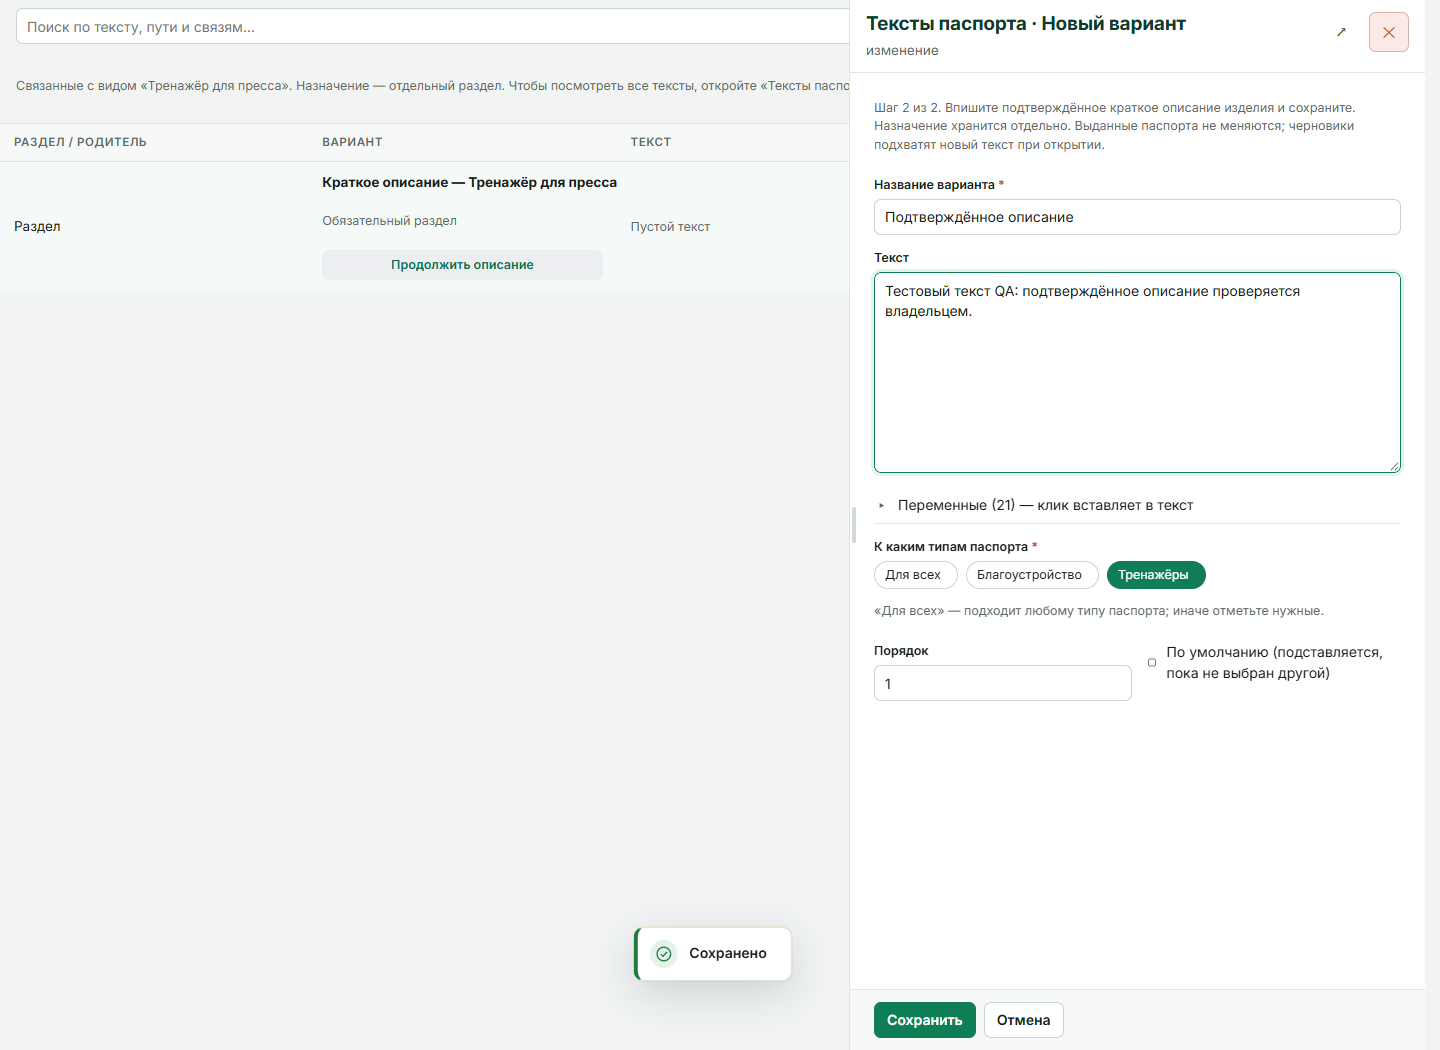 Поиск по тексту, пути и связям...
Связанные с видом «Тренажёр для пресса». Назначение — отдельный раздел. Чтобы посмотреть все тексты, откройте «Тексты
РАЗДЕЛ / РОДИТЕЛЬ
ВАРИАНТ
ТЕКСТ
Краткое описание — Тренажёр для пресса
Раздел
Обязательный раздел
Пустой текст
Продолжить описание
Сохранено
Тексты паспорта · Новый вариант
изменение
Шаг 2 из 2. Впишите подтверждённое краткое описание изделия и сохраните.
Назначение хранится отдельно. Выданные паспорта не меняются; черновики
подхватят новый текст при открытии.
Название варианта *
Подтверждённое описание
Текст
Тестовый текст QA: подтверждённое описание проверяется
владельцем.
Переменные (21) — клик вставляет в текст
К каким типам паспорта *
Для всех
Благоустройство
Тренажёры
«Для всех» — подходит любому типу паспорта; иначе отметьте нужные.
Порядок
1
По умолчанию (подставляется,
пока не выбран другой)
Сохранить
Отмена